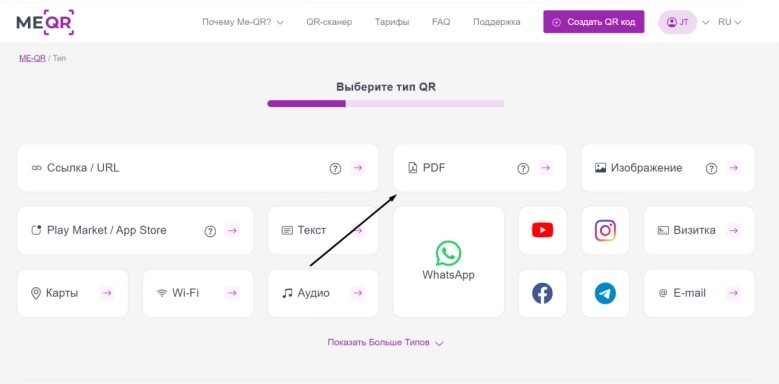 MEQR Почему Me-QR? QR-сканер Тарифы FAQ Поддержка Создать QR код JT RU
ME-QR / Тип
Выберите тип QR
Ссылка / URL ? PDF ? Изображение ?
Play Market / App Store ? Текст Визитка
WhatsApp
Карты Wi-Fi Аудио @ E-mail
Показать Больше Типов